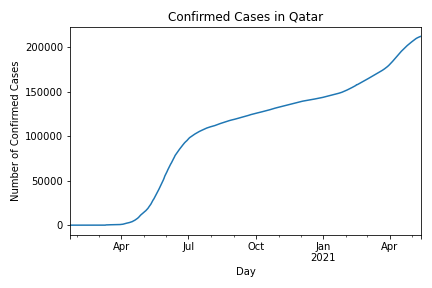 Confirmed Cases in Qatar
Number of Confirmed Cases
200000
150000
100000
50000
0
Apr
Jul
Oct
Jan
2021
Apr
Day